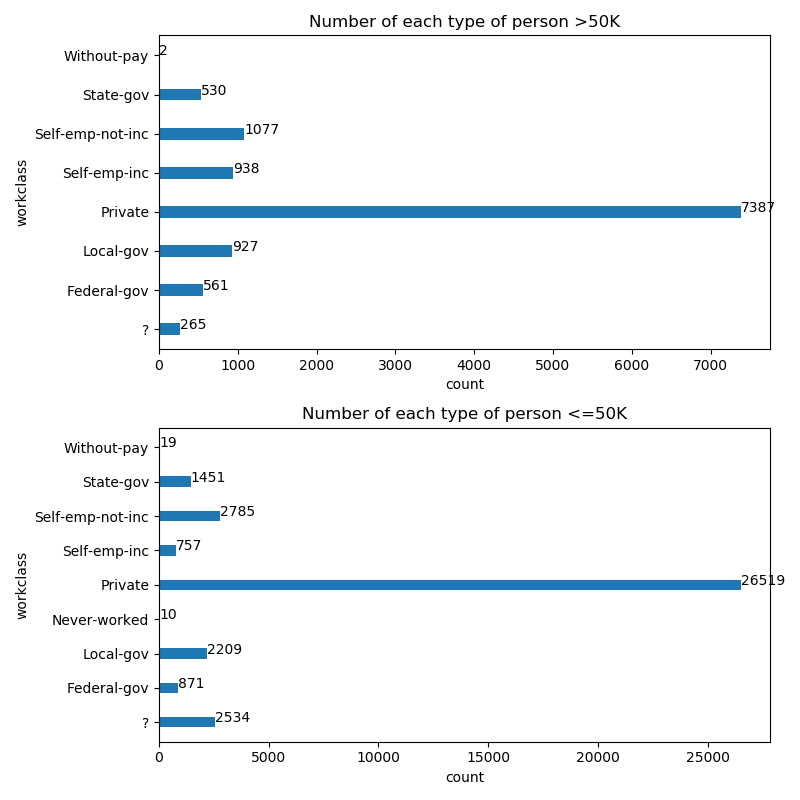 Number of each type of person >50K
Without-pay 2
State-gov 530
Self-emp-not-inc 1077
Self-emp-inc 938
Private 7387
Local-gov 927
Federal-gov 561
? 265
workclass
0 1000 2000 3000 4000 5000 6000 7000
count
Number of each type of person <=50K
Without-pay 19
State-gov 1451
Self-emp-not-inc 2785
Self-emp-inc 757
Private 26519
Never-worked 10
Local-gov 2209
Federal-gov 871
? 2534
workclass
0 5000 10000 15000 20000 25000
count